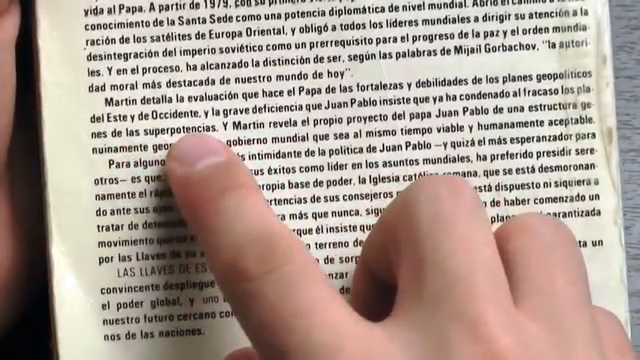 vida al Papa. A partir de 1979, con su
conocimiento de la Santa Sede como una potencia diplomática de nivel mundial. Abrió el camino a la
ración de los satélites de Europa Oriental, y obligó a todos los líderes mundiales a dirigir su atención a la
desintegración del imperio soviético como un prerrequisito para el progreso de la paz y el orden mundia-
les. Y en el proceso, ha alcanzado la distinción de ser, según las palabras de Mijail Gorbachov, "la autori-
dad moral más destacada de nuestro mundo de hoy".
Martin detalla la evaluación que hace el Papa de las fortalezas y debilidades de los planes geopolíticos
del Este y de Occidente, y la grave deficiencia que Juan Pablo insiste que ya ha condenado al fracaso los pla-
nes de las superpotencias. Y Martin revela el propio proyecto del papa Juan Pablo de una estructura ge-
nuinamente gobierno mundial que sea al mismo tiempo viable y humanamente aceptable.
Para alguno intimidante de la política de Juan Pablo —y quizá el más esperanzador para
otros— es que, sus éxitos como líder en los asuntos mundiales, ha preferido presidir sere-
namente el propia base de poder, la Iglesia católica romana, que se está desmoronan-
do ante sus de sus consejeros está dispuesto ni siquiera a
tratar de más que nunca, de haber comenzado un
movimiento que él insiste garantizada
por las Llaves de terreno de un
LAS LLAVES DE
convincente despliegue
el poder global, y
nuestro futuro cercano
nos de las naciones.